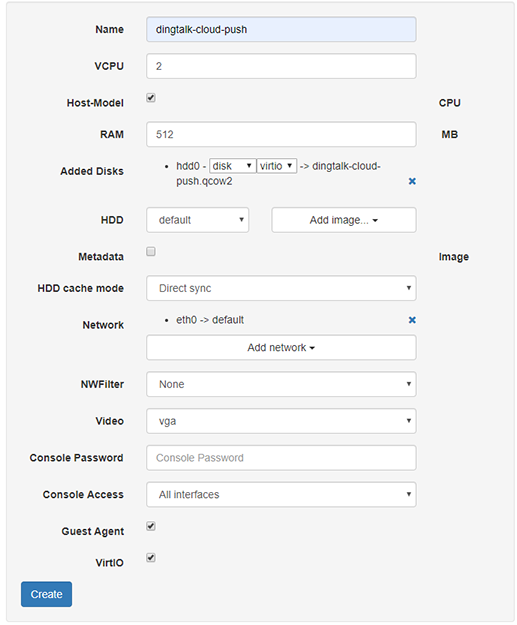 Name dingtalk-cloud-push
VCPU 2
Host-Model CPU
RAM 512 MB
Added Disks hdd0 - disk virtio -> dingtalk-cloud-
push.qcow2
HDD default Add image...
Metadata Image
HDD cache mode Direct sync
Network eth0 -> default
Add network
NWFilter None
Video vga
Console Password Console Password
Console Access All interfaces
Guest Agent
VirtIO
Create